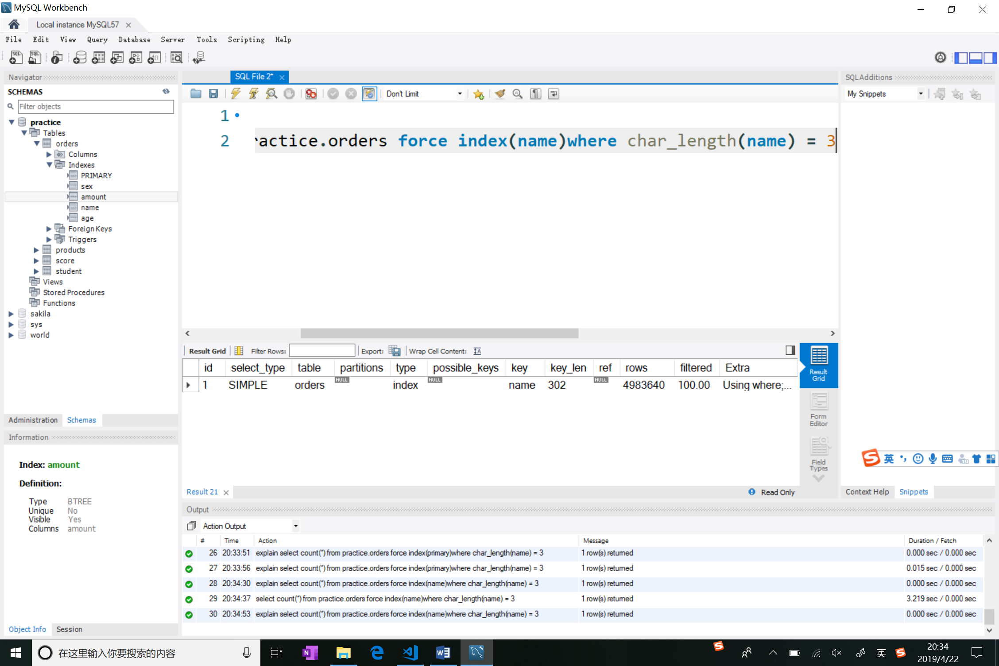 MySQL Workbench
Local instance MySQL57
File Edit View Query Database Server Tools Scripting Help
Navigator
SCHEMAS
Filter objects
practice
Tables
orders
Columns
Indexes
PRIMARY
sex
amount
name
age
Foreign Keys
Triggers
products
score
student
Views
Stored Procedures
Functions
sakila
sys
world
Administration Schemas
Information
Index: amount
Definition:
Type BTREE
Unique No
Visible Yes
Columns amount
Object Info Session
SQL File 2*
Don't Limit
1
2 ractice.orders force index(name)where char_length(name) = 3
Result Grid Filter Rows: Export: Wrap Cell Content:
id select_type table partitions type possible_keys key key_len ref rows filtered Extra
1 SIMPLE orders NULL index NULL name 302 NULL 4983640 100.00 Using where;...
Result
Grid
Form
Editor
Field
Types
Result 21
Read Only
SQLAdditions
My Snippets
英
Context Help Snippets
Output
Action Output
# Time Action Message Duration / Fetch
26 20:33:51 explain select count(*) from practice.orders force index(primary)where char_length(name) = 3 1 row(s) returned 0.000 sec / 0.000 sec
27 20:33:56 explain select count(*) from practice.orders force index(primary)where char_length(name) = 3 1 row(s) returned 0.015 sec / 0.000 sec
28 20:34:30 explain select count(*) from practice.orders force index(name)where char_length(name) = 3 1 row(s) returned 0.000 sec / 0.000 sec
29 20:34:37 select count(*) from practice.orders force index(name)where char_length(name) = 3 1 row(s) returned 3.219 sec / 0.000 sec
30 20:34:53 explain select count(*) from practice.orders force index(name)where char_length(name) = 3 1 row(s) returned 0.000 sec / 0.000 sec
在这里输入你要搜索的内容
英
20:34
2019/4/22